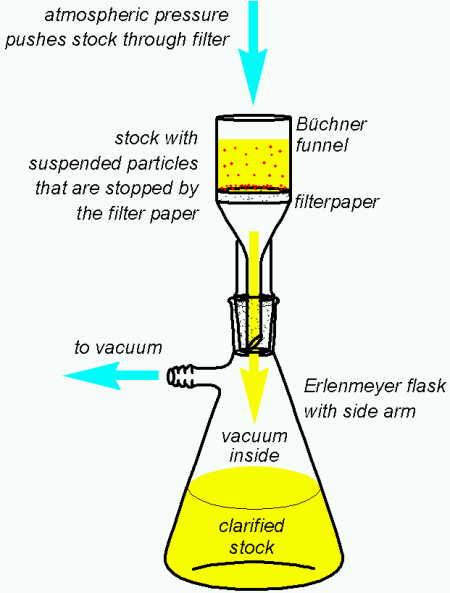 atmospheric pressure
pushes stock through filter
Büchner
funnel
stock with
suspended particles
that are stopped by
the filter paper
filterpaper
to vacuum
Erlenmeyer flask
with side arm
vacuum
inside
clarified
stock